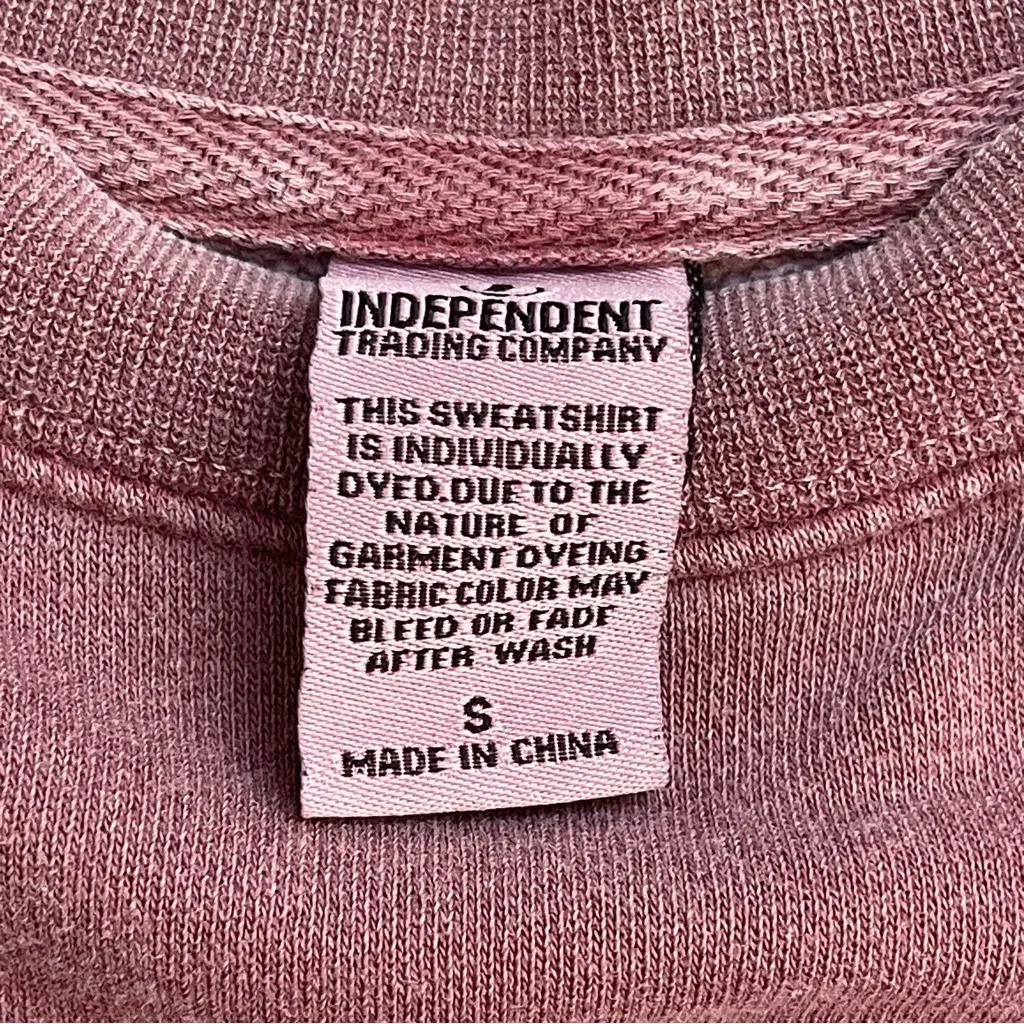 INDEPENDENT
TRADING COMPANY
THIS SWEATSHIRT
IS INDIVIDUALLY
DYED.DUE TO THE
NATURE OF
GARMENT DYEING
FABRIC COLOR MAY
BLEED OR FADE
AFTER WASH
S
MADE IN CHINA